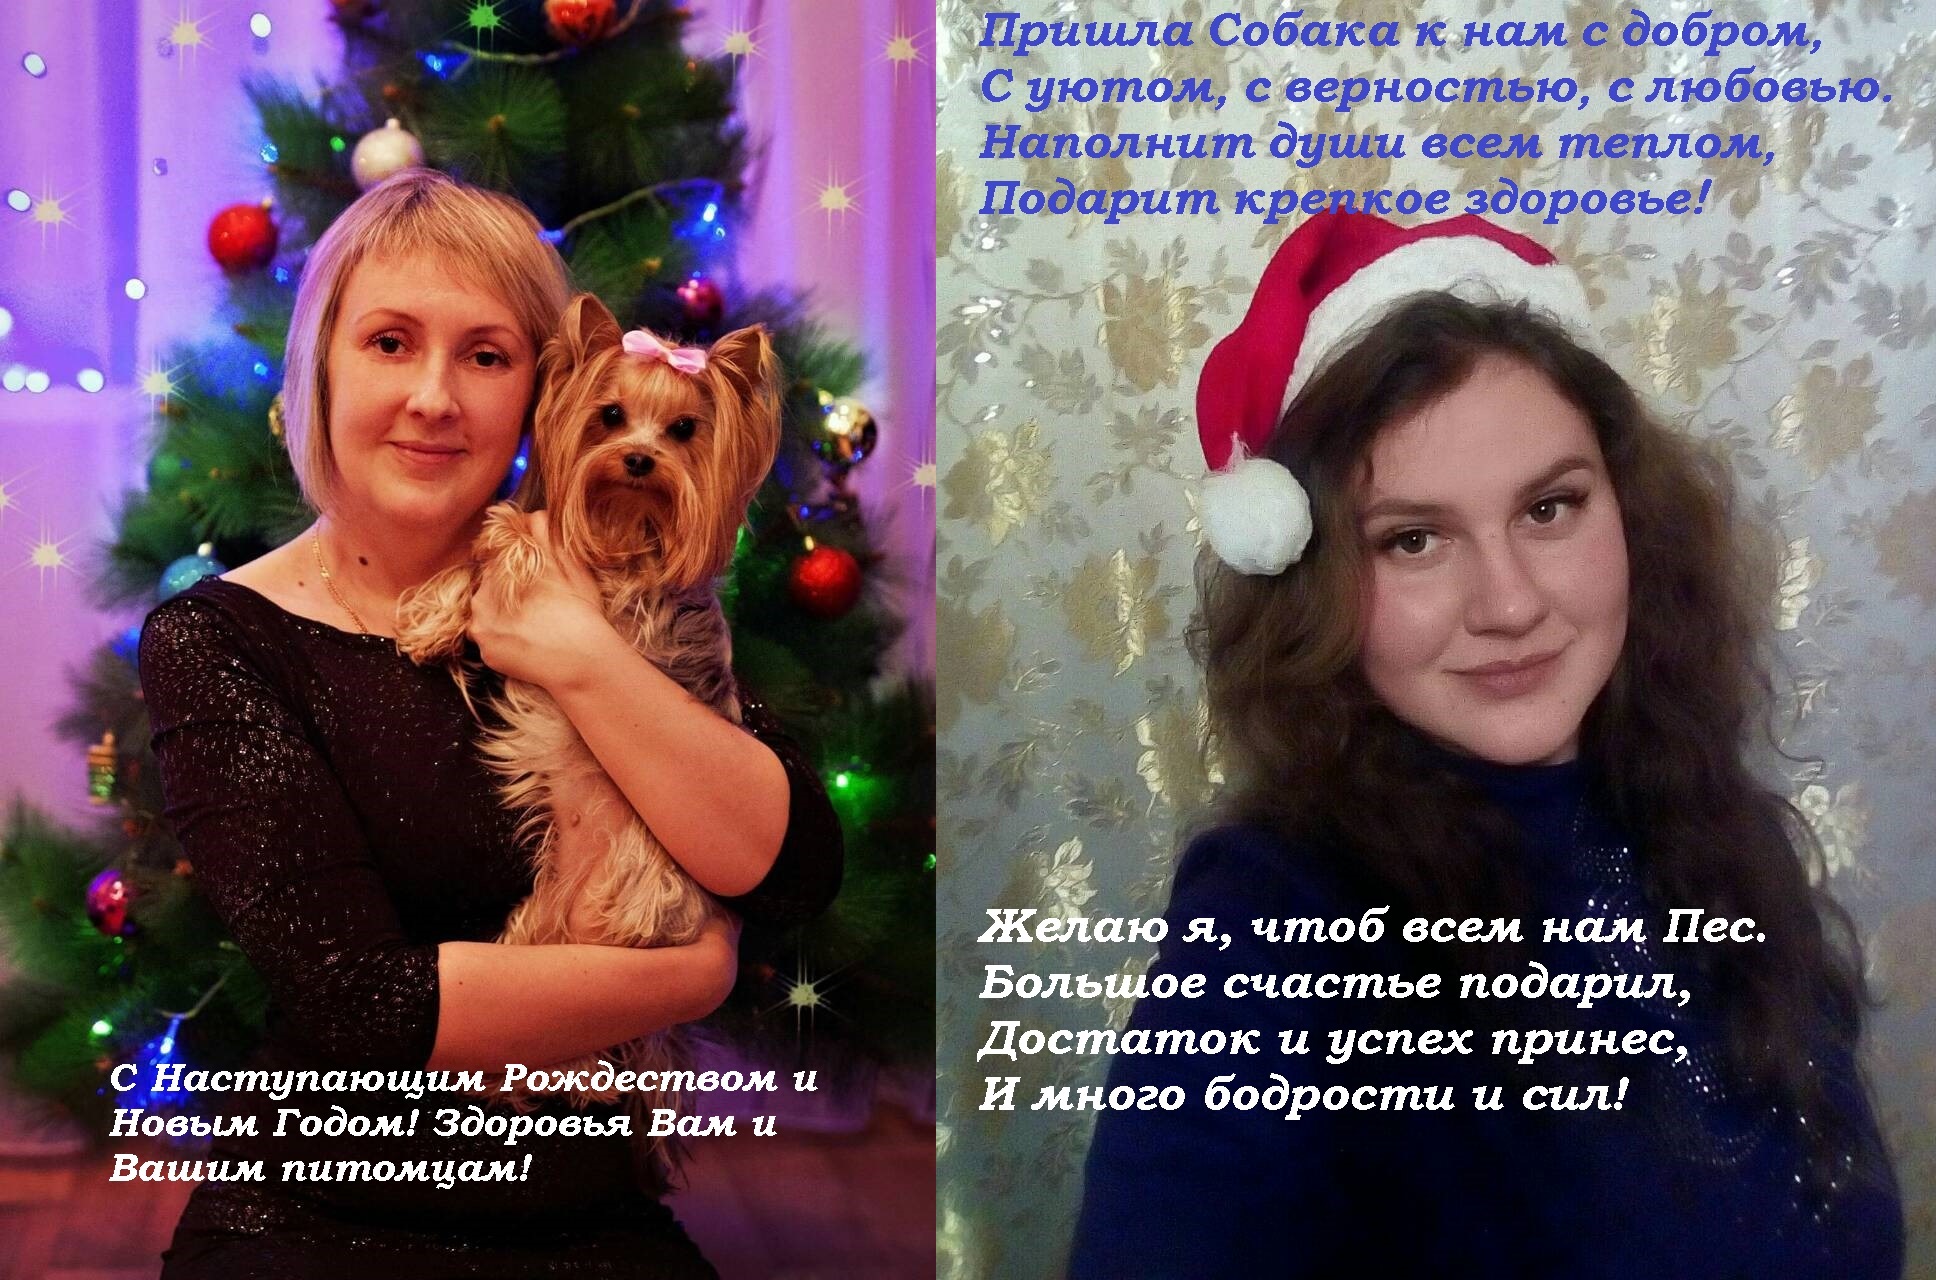 С Наступающим Рождеством и
Новым Годом! Здоровья Вам и
Вашим питомцам!
Пришла Собака к нам с добром,
С уютом, с верностью, с любовью.
Наполнит души всем теплом,
Подарит крепкое здоровье!
Желаю я, чтоб всем нам Пес.
Большое счастье подарил,
Достаток и успех принес,
И много бодрости и сил!